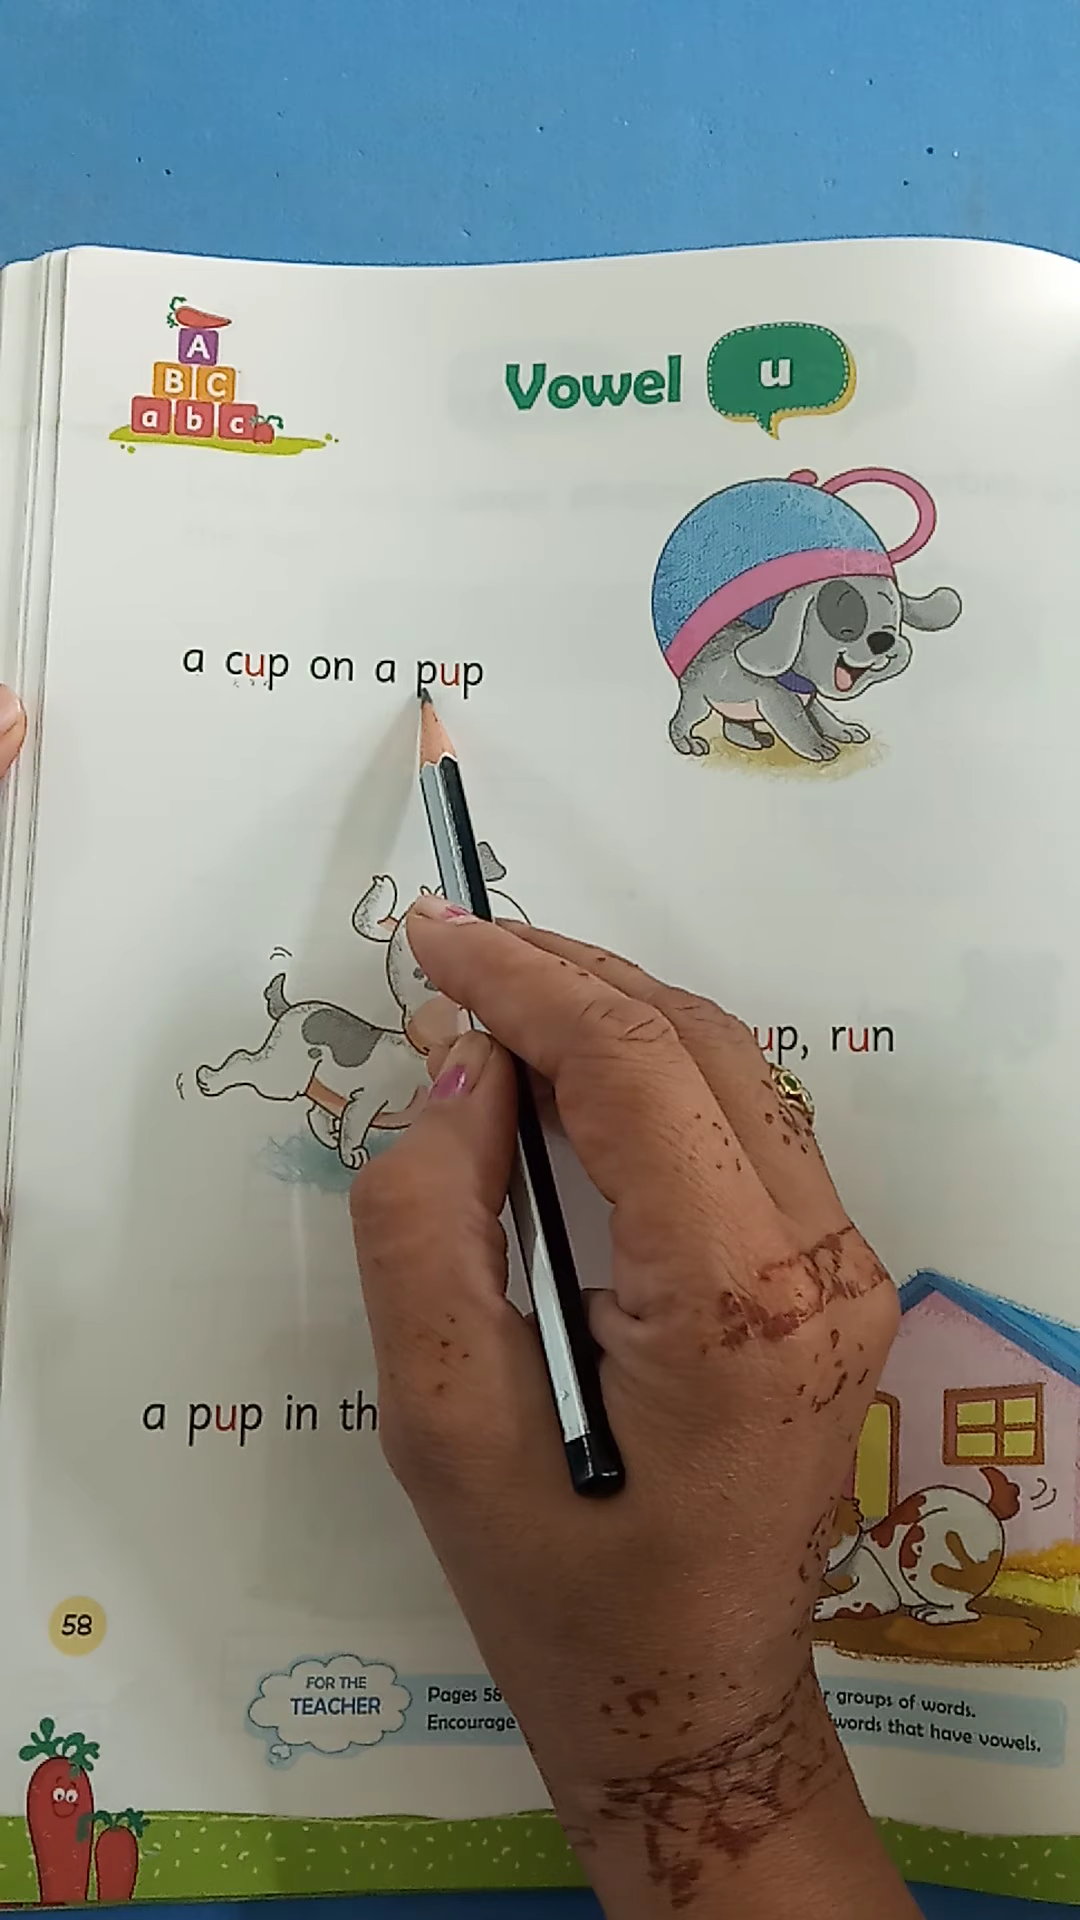 A
B C
a b c
Vowel u
a cup on a pup
up, run
a pup in th
58
FOR THE
TEACHER
Pages 58
groups of words.
Encourage
words that have vowels.